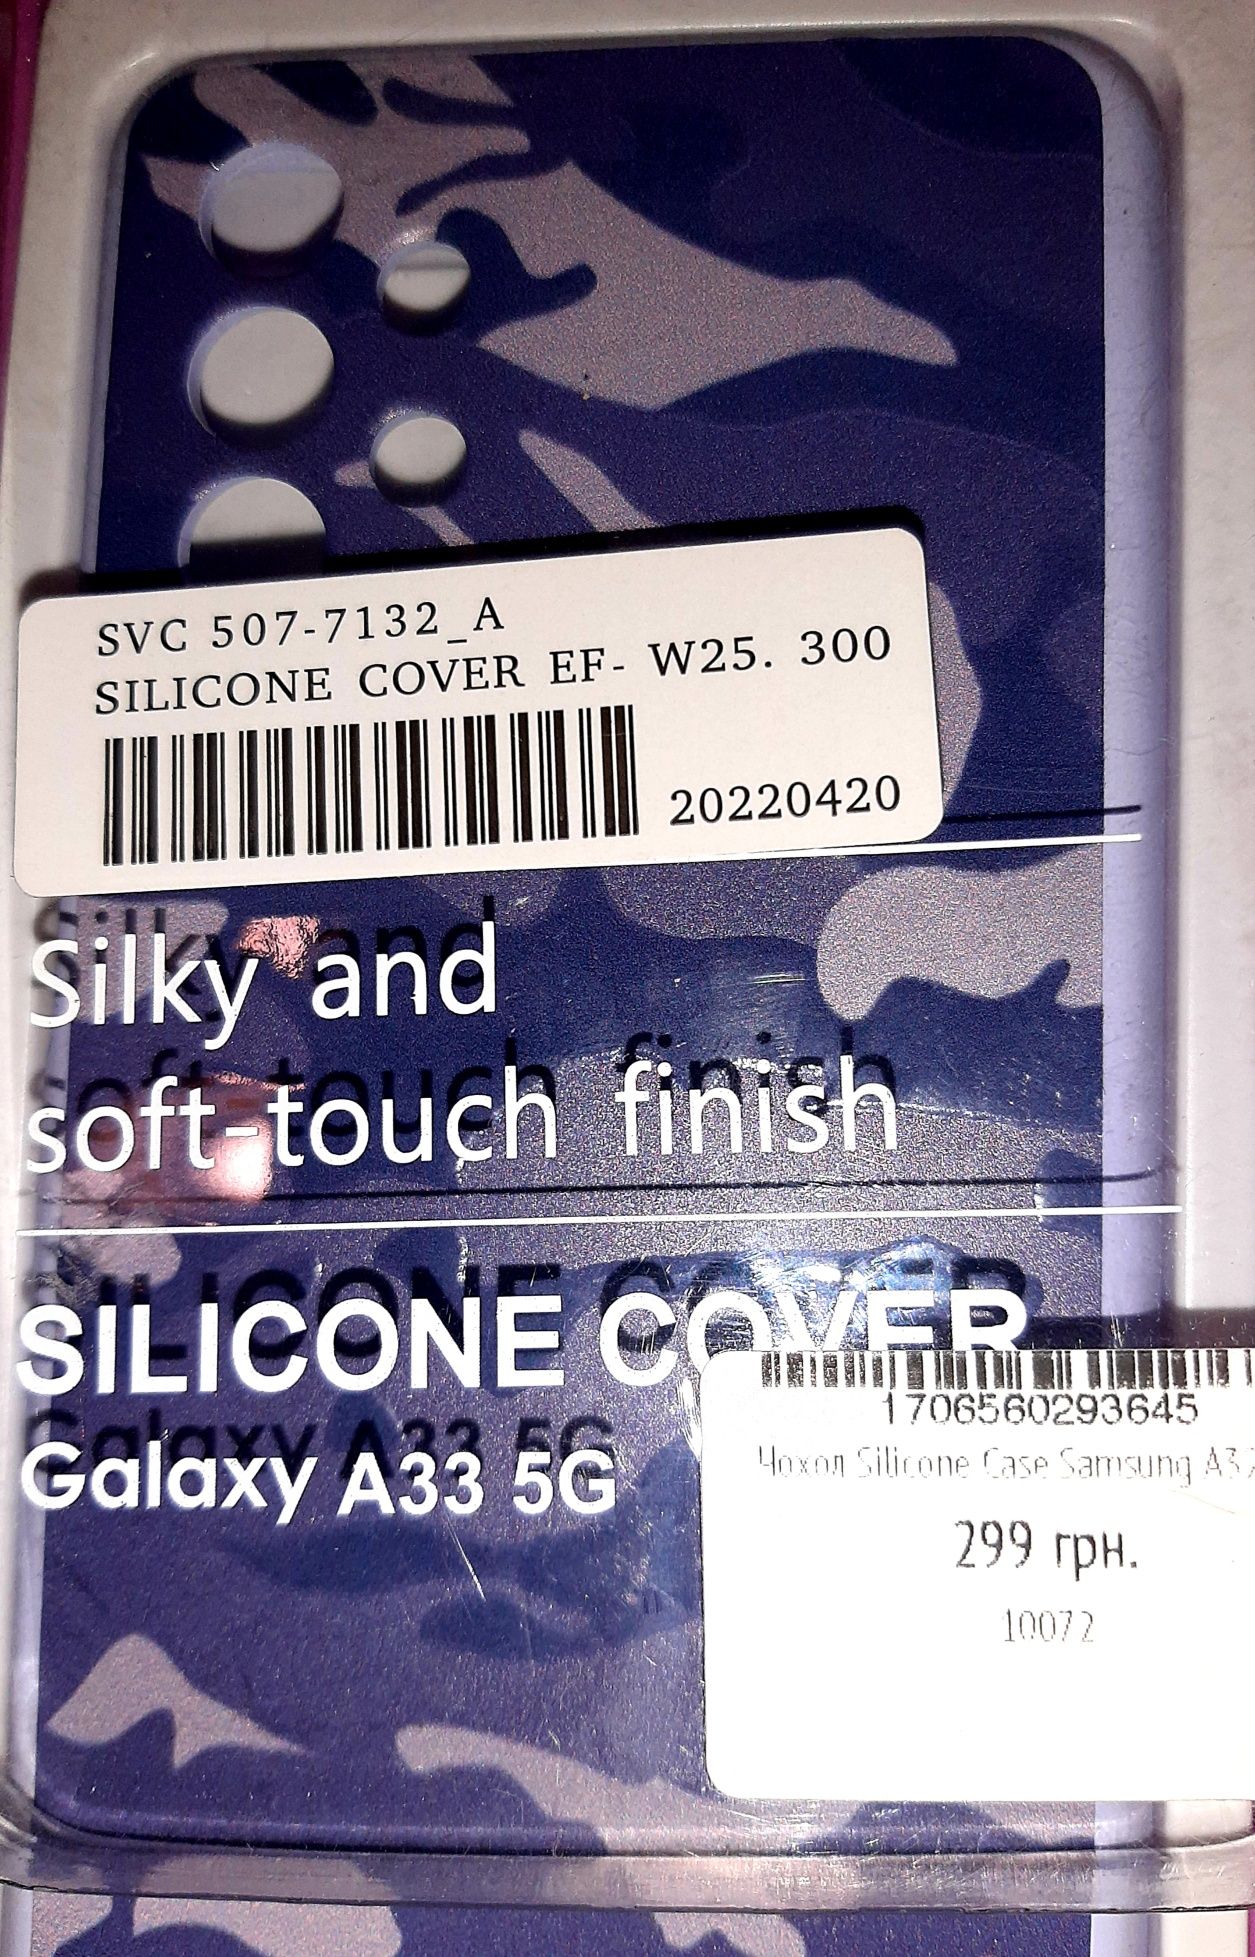 SVC 507-7132_A
SILICONE COVER EF- W25. 300
20220420
Silky and
soft-touch finish
SILICONE COVER
Galaxy A33 5G
1706560293645
Чохол Silicone Case Samsung
299 грн.
10072